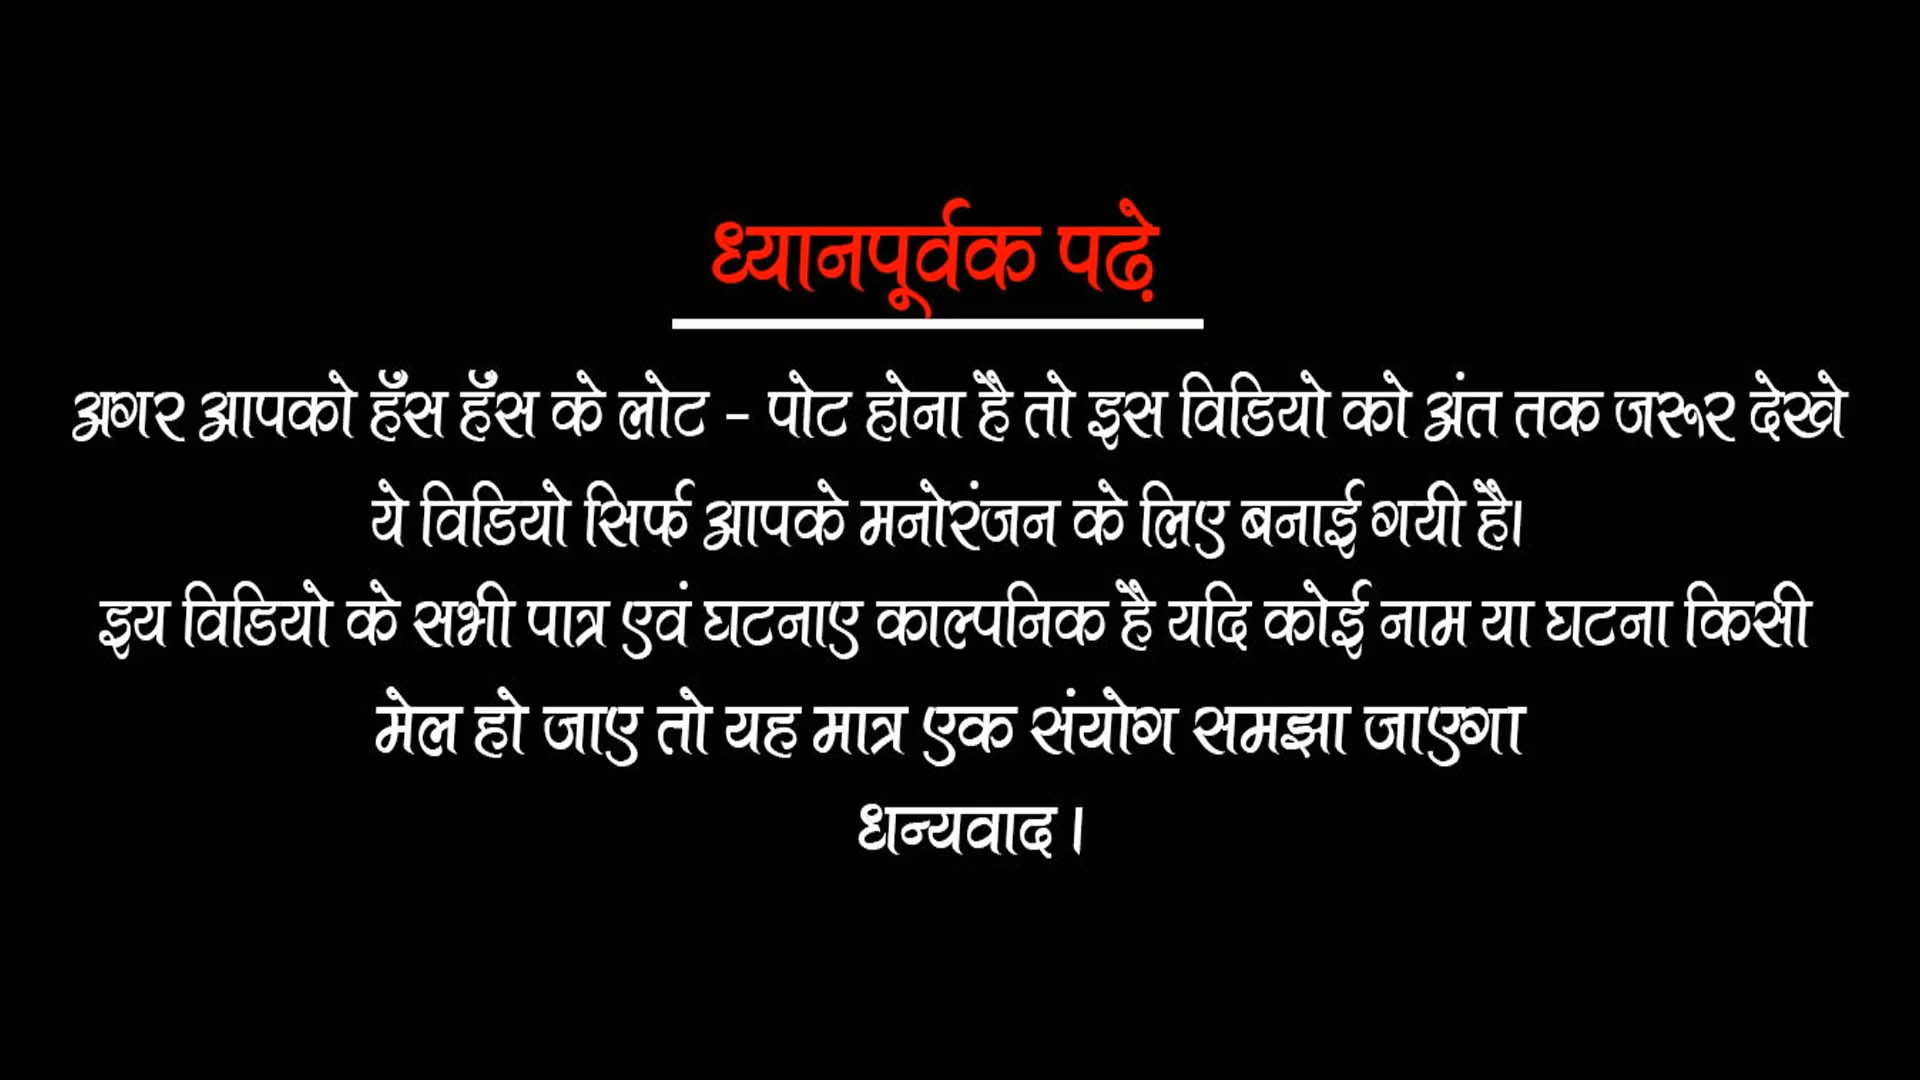 ध्यानपूर्वक पढ़े
अगर आपको हँस हँस के लोट - पोट होना है तो इस विडियो को अंत तक जरूर देखे
ये विडियो सिर्फ आपके मनोरंजन के लिए बनाई गयी है।
इय विडियो के सभी पात्र एवं घटनाए काल्पनिक है यदि कोई नाम या घटना किसी
मेल हो जाए तो यह मात्र एक संयोग समझा जाएगा
धन्यवाद ।